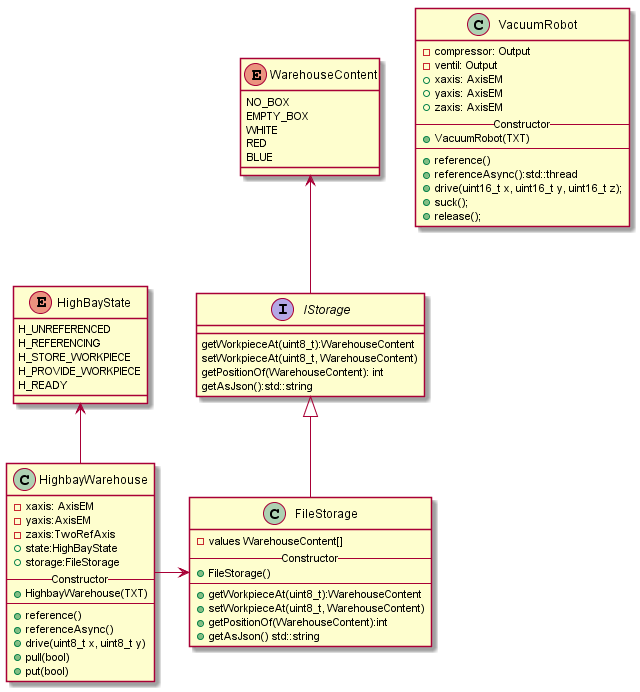 C VacuumRobot
compressor: Output
ventil: Output
xaxis: AxisEM
yaxis: AxisEM
zaxis: AxisEM
Constructor
VacuumRobot(TXT)
reference()
referenceAsync():std::thread
drive(uint16_t x, uint16_t y, uint16_t z);
suck();
release();
E WarehouseContent
NO_BOX
EMPTY_BOX
WHITE
RED
BLUE
E HighBayState
H_UNREFERENCED
H_REFERENCING
H_STORE_WORKPIECE
H_PROVIDE_WORKPIECE
H_READY
I IStorage
getWorkpieceAt(uint8_t):WarehouseContent
setWorkpieceAt(uint8_t, WarehouseContent)
getPositionOf(WarehouseContent): int
getAsJson():std::string
C HighbayWarehouse
xaxis: AxisEM
yaxis:AxisEM
zaxis:TwoRefAxis
state:HighBayState
storage:FileStorage
Constructor
HighbayWarehouse(TXT)
reference()
referenceAsync()
drive(uint8_t x, uint8_t y)
pull(bool)
put(bool)
C FileStorage
values WarehouseContent[]
Constructor
FileStorage()
getWorkpieceAt(uint8_t):WarehouseContent
setWorkpieceAt(uint8_t, WarehouseContent)
getPositionOf(WarehouseContent):int
getAsJson() std::string